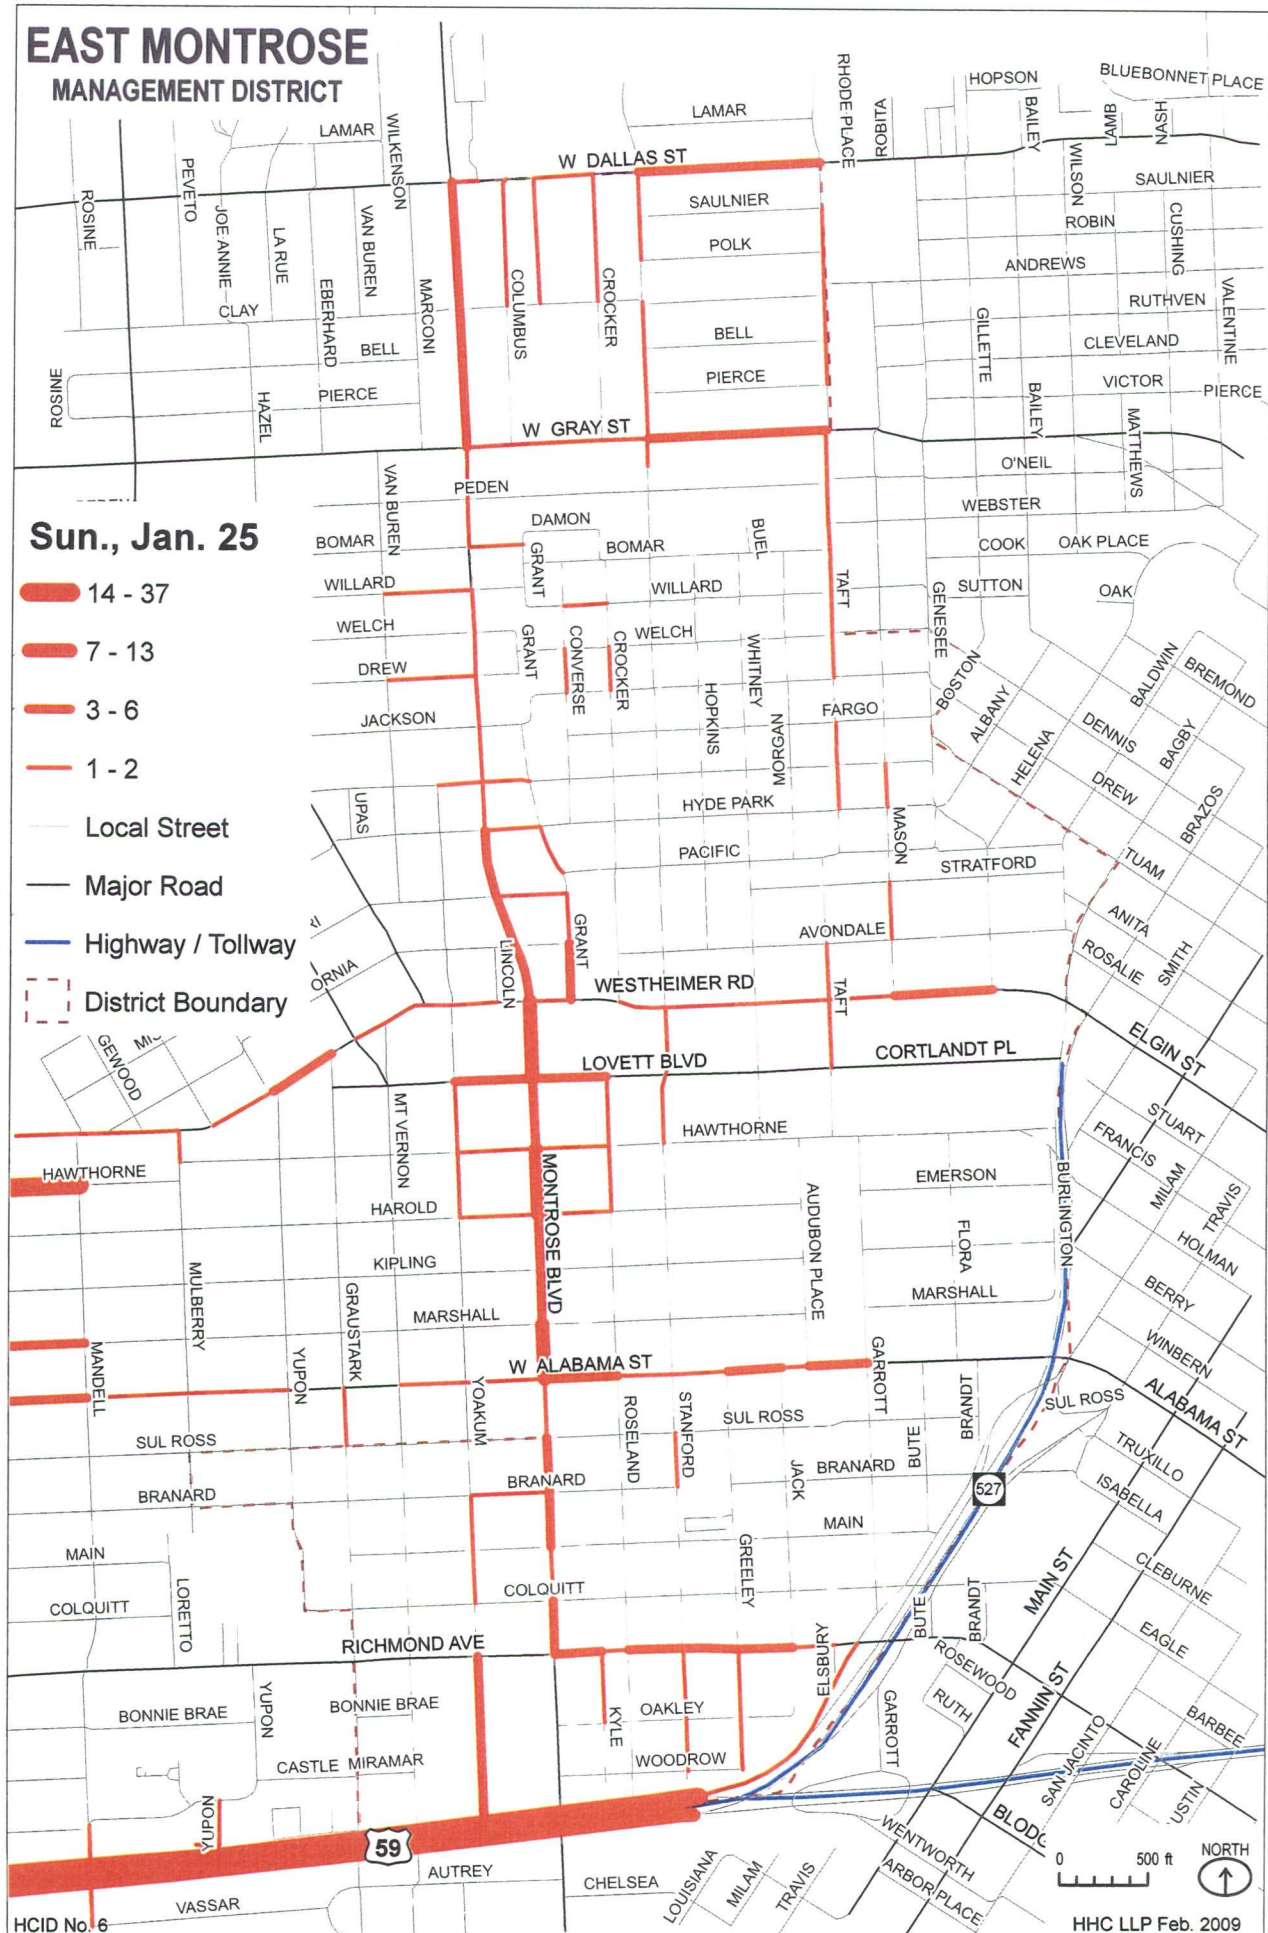 EAST MONTROSE
MANAGEMENT DISTRICT
HOPSON
BLUEBONNET PLACE
RHODE PLACE
ROBITA
BAILEY
LAMB
NASH
LAMAR
LAMAR
WILKENSON
W DALLAS ST
WILSON
SAULNIER
PEVETO
ROSINE
JOE ANNIE
LA RUE
VAN BUREN
SAULNIER
ROBIN
CUSHING
POLK
ANDREWS
EBERHARD
MARCONI
COLUMBUS
CROCKER
RUTHVEN
VALENTINE
CLAY
GILLETTE
BELL
CLEVELAND
BELL
PIERCE
VICTOR
PIERCE
ROSINE
HAZEL
PIERCE
BAILEY
MATTHEWS
W GRAY ST
O'NEIL
VAN BUREN
PEDEN
WEBSTER
Sun., Jan. 25
DAMON
BUEL
BOMAR
GRANT
BOMAR
COOK
OAK PLACE
14 - 37
WILLARD
WILLARD
TAFT
GENESEE
SUTTON
OAK
7 - 13
WELCH
GRANT
CONVERSE
CROCKER
WELCH
WHITNEY
DREW
BOSTON
BALDWIN
BREMOND
3 - 6
JACKSON
HOPKINS
MORGAN
FARGO
ALBANY
HELENA
DENNIS
BAGBY
1 - 2
UPAS
HYDE PARK
DREW
BRAZOS
Local Street
MASON
PACIFIC
STRATFORD
TUAM
Major Road
ANITA
Highway / Tollway
LINCOLN
GRANT
AVONDALE
ROSALIE
SMITH
ORNIA
District Boundary
WESTHEIMER RD
TAFT
GEWOOD
ELGIN ST
LOVETT BLVD
CORTLANDT PL
MT VERNON
HAWTHORNE
STUART
FRANCIS
HAWTHORNE
MONTROSE BLVD
EMERSON
BURLINGTON
MILAM
TRAVIS
HAROLD
AUDUBON PLACE
FLORA
HOLMAN
KIPLING
MULBERRY
GRAUSTARK
MARSHALL
MARSHALL
BERRY
MANDELL
YUPON
W ALABAMA ST
GARROTT
WINBERN
YOAKUM
ROSELAND
STANFORD
BRANDT
SUL ROSS
ALABAMA ST
SUL ROSS
SUL ROSS
BUTE
TRUXILLO
BRANARD
BRANARD
JACK
BRANARD
527
ISABELLA
MAIN
GREELEY
MAIN
LORETTO
COLQUITT
COLQUITT
BUTE
BRANDT
MAIN ST
CLEBURNE
RICHMOND AVE
ELSBURY
EAGLE
ROSEWOOD
YUPON
BONNIE BRAE
BONNIE BRAE
KYLE
OAKLEY
GARROTT
RUTH
FANNIN ST
BARBEE
CASTLE MIRAMAR
WOODROW
SAN JACINTO
CAROLINE
YUPON
USTIN
59
BLODG
WENTWORTH
NORTH
AUTREY
CHELSEA
LOUISIANA
MILAM
TRAVIS
ARBOR PLACE
0 500 ft
VASSAR
HCID No. 6
HHC LLP Feb. 2009